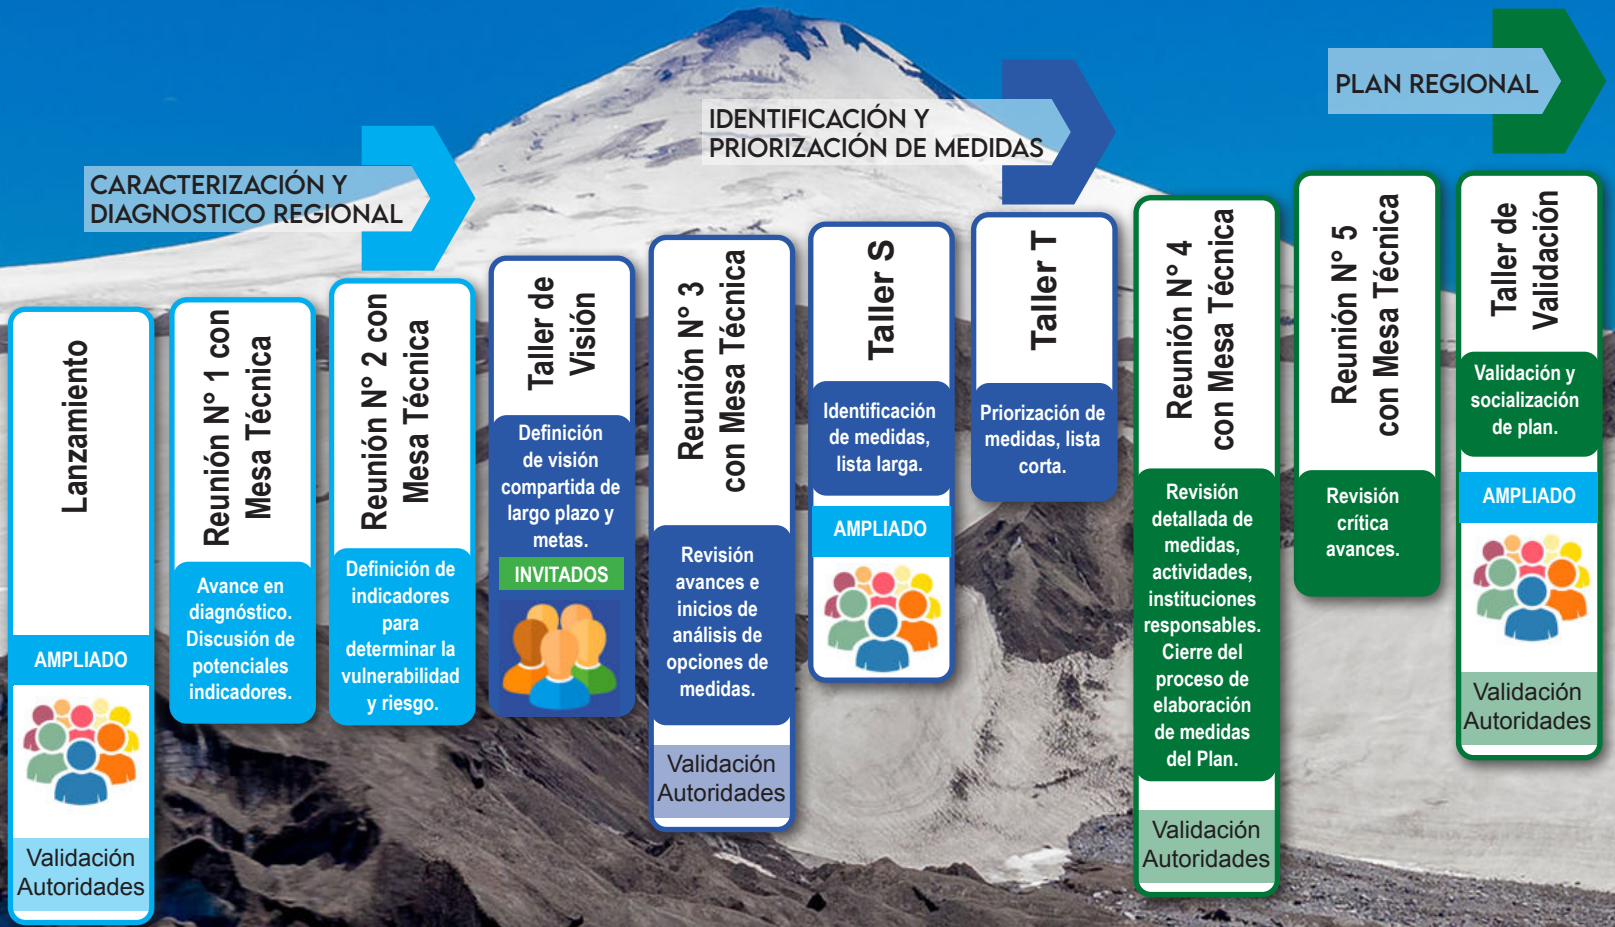 CARACTERIZACIÓN Y
DIAGNOSTICO REGIONAL
IDENTIFICACIÓN Y
PRIORIZACIÓN DE MEDIDAS
PLAN REGIONAL
Lanzamiento
AMPLIADO
Validación
Autoridades
Reunión N° 1 con
Mesa Técnica
Avance en
diagnóstico.
Discusión de
potenciales
indicadores.
Reunión N° 2 con
Mesa Técnica
Definición de
indicadores
para
determinar la
vulnerabilidad
y riesgo.
Taller de
Visión
Definición
de visión
compartida de
largo plazo y
metas.
INVITADOS
Reunión N° 3
con Mesa Técnica
Revisión
avances e
inicios de
análisis de
opciones de
medidas.
Validación
Autoridades
Taller S
Identificación
de medidas,
lista larga.
AMPLIADO
Taller T
Priorización de
medidas, lista
corta.
Reunión N° 4
con Mesa Técnica
Revisión
detallada de
medidas,
actividades,
instituciones
responsables.
Cierre del
proceso de
elaboración
de medidas
del Plan.
Validación
Autoridades
Reunión N° 5
con Mesa Técnica
Revisión
crítica
avances.
Taller de
Validación
Validación y
socialización
de plan.
AMPLIADO
Validación
Autoridades